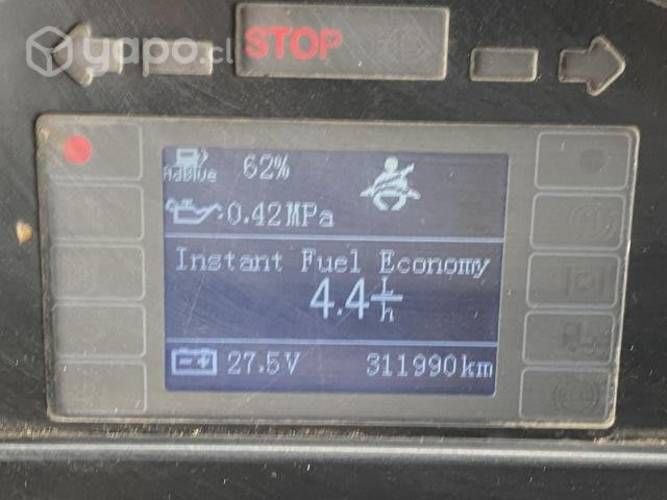 yapo.cl
STOP
AdBlue 62%
0.42MPa
Instant Fuel Economy
4.4 L/h
27.5V 311990km